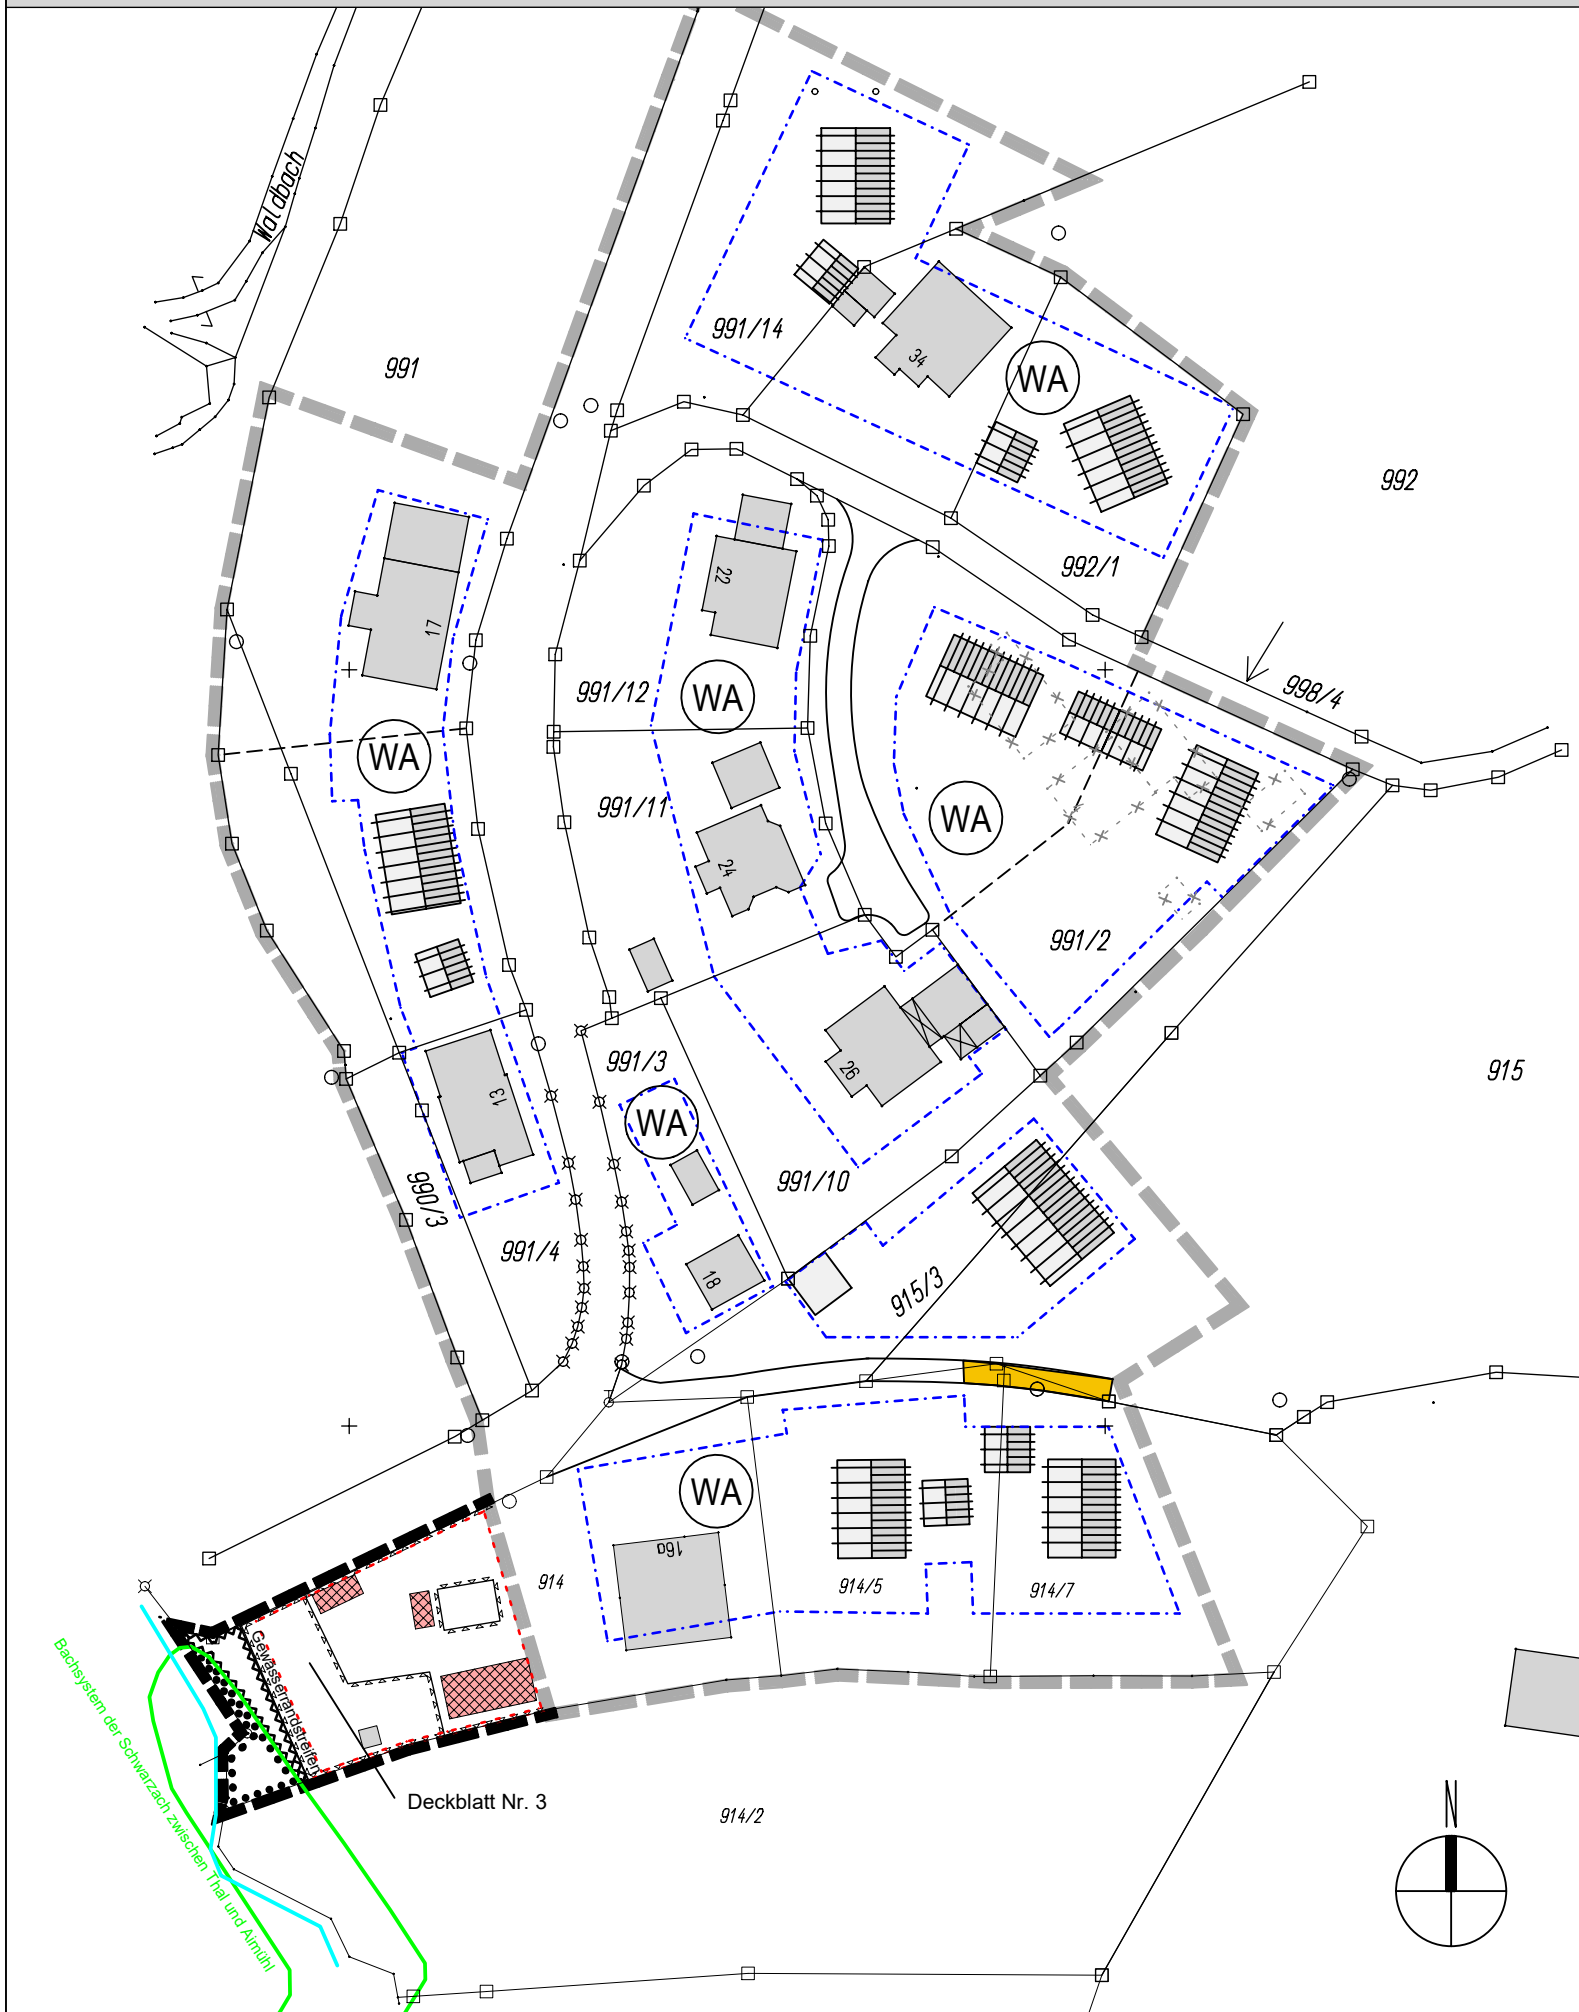 Waldbach
991
991/14
34
WA
992
992/1
17
22
991/12
WA
WA
998/4
991/11
WA
24
991/2
26
991/3
915
13
WA
990/3
991/10
991/4
18
915/3
WA
16a
914
914/5
914/7
Gewässerrandstreifen
Bachsystem der Schwarzach zwischen Thal und Aimühl
Deckblatt Nr. 3
914/2
N